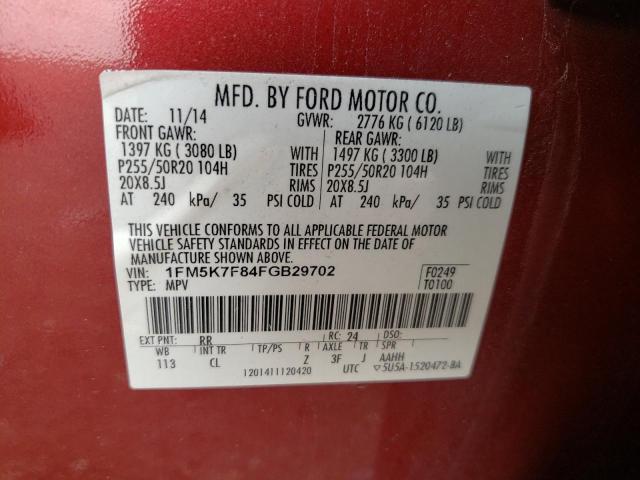 MFD. BY FORD MOTOR CO.
DATE: 11/14 GVWR: 2776 KG ( 6120 LB)
FRONT GAWR: REAR GAWR:
1397 KG ( 3080 LB) WITH 1497 KG ( 3300 LB) WITH
P255/50R20 104H TIRES P255/50R20 104H TIRES
20X8.5J RIMS 20X8.5J RIMS
AT 240 kPa/ 35 PSI COLD AT 240 kPa/ 35 PSI COLD
THIS VEHICLE CONFORMS TO ALL APPLICABLE FEDERAL MOTOR
VEHICLE SAFETY STANDARDS IN EFFECT ON THE DATE OF
MANUFACTURE SHOWN ABOVE.
VIN: 1FM5K7F84FGB29702 F0249
TYPE: MPV T0100
EXT PNT: RR RC: 24 DSO:
WB INT TR TP/PS R AXLE TR SPR
113 CL Z 3F J AAHH
1201411120420 UTC ▽5U5A-1520472-BA